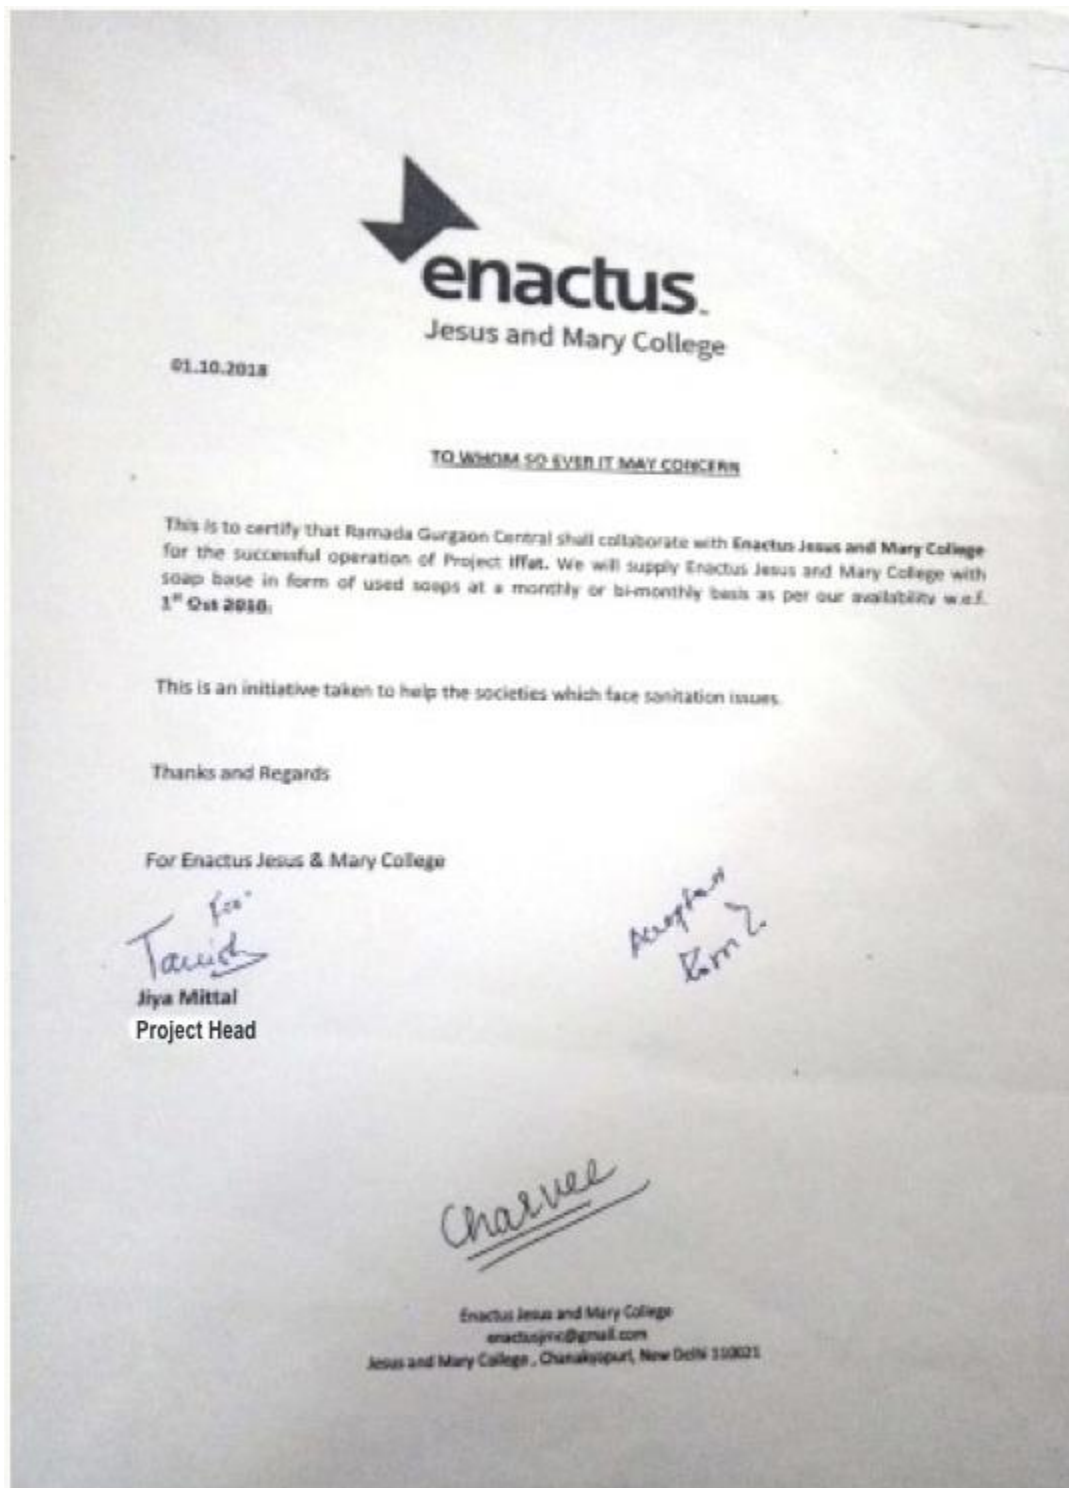 enactus
Jesus and Mary College
01.10.2018
TO WHOM SO EVER IT MAY CONCERN
This is to certify that Ramada Gurgaon Central shall collaborate with Enactus Jesus and Mary College
for the successful operation of Project Iffat. We will supply Enactus Jesus and Mary College with
soap base in form of used soaps at a monthly or bi-monthly basis as per our availability w.e.f.
1st Oct
This is an initiative taken to help the societies which face sanitation issues.
Thanks and Regards
For Enactus Jesus & Mary College
For
Tanish
Jiya Mittal
Project Head
Charvee
Enactus Jesus and Mary College
enactusjmc@gmail.com
Jesus and Mary College , Chanakyapuri, New Delhi 110021